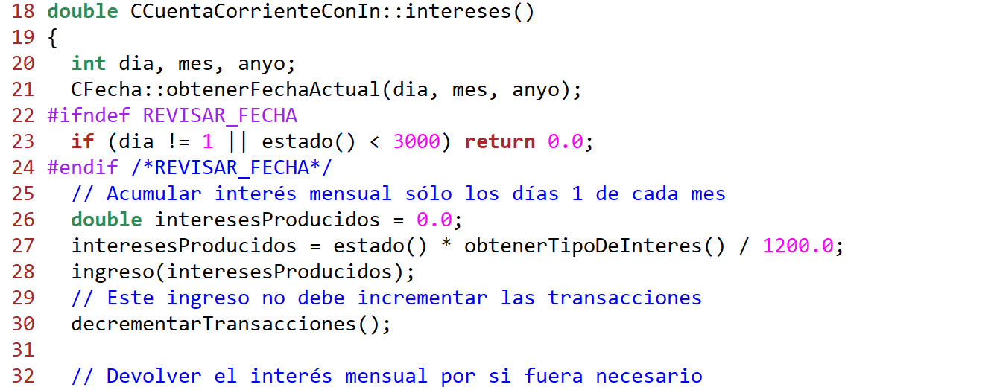 18 double CCuentaCorrienteConIn::intereses()
19 {
20   int dia, mes, anyo;
21   CFecha::obtenerFechaActual(dia, mes, anyo);
22 #ifndef REVISAR_FECHA
23   if (dia != 1 || estado() < 3000) return 0.0;
24 #endif /*REVISAR_FECHA*/
25   // Acumular interés mensual sólo los días 1 de cada mes
26   double interesesProducidos = 0.0;
27   interesesProducidos = estado() * obtenerTipoDeInteres() / 1200.0;
28   ingreso(interesesProducidos);
29   // Este ingreso no debe incrementar las transacciones
30   decrementarTransacciones();
31
32   // Devolver el interés mensual por si fuera necesario